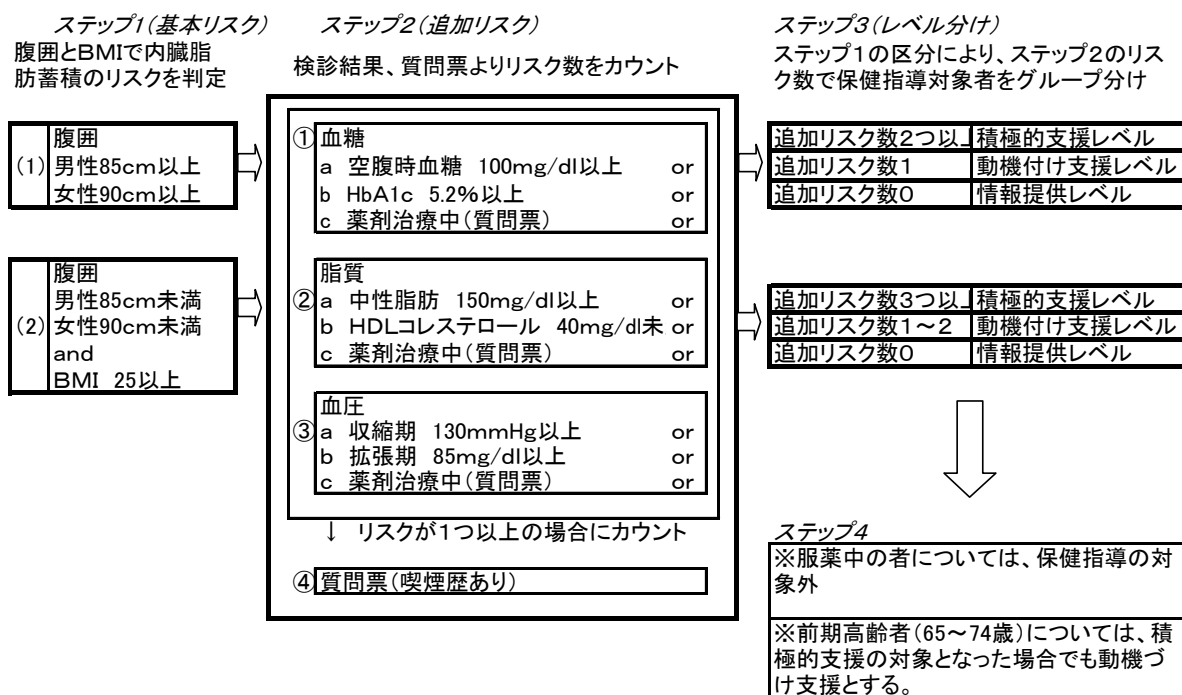 ステップ1(基本リスク)
腹囲とBMIで内臓脂
肪蓄積のリスクを判定
(1)
腹囲
男性85cm以上
女性90cm以上
(2)
腹囲
男性85cm未満
女性90cm未満
and
BMI 25以上
ステップ2(追加リスク)
検診結果、質問票よりリスク数をカウント
①血糖
a 空腹時血糖 100mg/dl以上 or
b HbA1c 5.2%以上 or
c 薬剤治療中(質問票) or
脂質
②a 中性脂肪 150mg/dl以上 or
b HDLコレステロール 40mg/dl未 or
c 薬剤治療中(質問票) or
血圧
③a 収縮期 130mmHg以上 or
b 拡張期 85mg/dl以上 or
c 薬剤治療中(質問票) or
↓ リスクが1つ以上の場合にカウント
④質問票(喫煙歴あり)
ステップ3(レベル分け)
ステップ1の区分により、ステップ2のリス
ク数で保健指導対象者をグループ分け
追加リスク数2つ以上 積極的支援レベル
追加リスク数1 動機付け支援レベル
追加リスク数0 情報提供レベル
追加リスク数3つ以上 積極的支援レベル
追加リスク数1~2 動機付け支援レベル
追加リスク数0 情報提供レベル
ステップ4
※服薬中の者については、保健指導の対
象外
※前期高齢者(65~74歳)については、積
極的支援の対象となった場合でも動機づ
け支援とする。